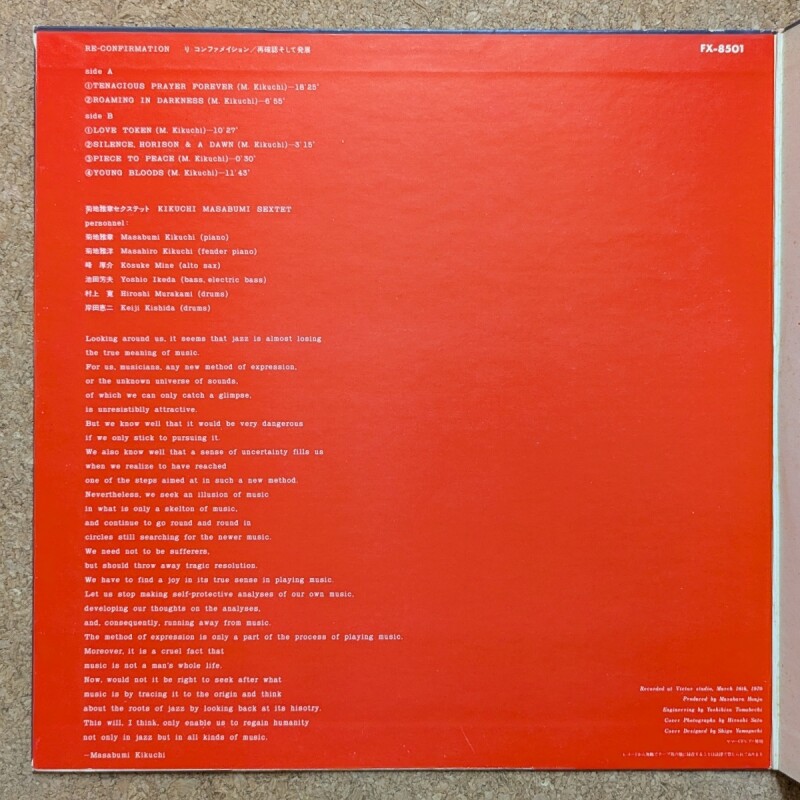 RE-CONFIRMATION リ・コンファメイション／再確認そして発展
FX-8501
side A
①TENACIOUS PRAYER FOREVER (M. Kikuchi)—18'25"
②ROAMING IN DARKNESS (M. Kikuchi)—6'55"
side B
①LOVE TOKEN (M. Kikuchi)—10'27"
②SILENCE, HORISON & A DAWN (M. Kikuchi)—3'15"
③PIECE TO PEACE (M. Kikuchi)—0'30"
④YOUNG BLOODS (M. Kikuchi)—11'43"
菊地雅章セクステット KIKUCHI MASABUMI SEXTET
personnel:
菊地雅章 Masabumi Kikuchi (piano)
菊地雅洋 Masahiro Kikuchi (fender piano)
峰 厚介 Kosuke Mine (alto sax)
池田芳夫 Yoshio Ikeda (bass, electric bass)
村上 寛 Hiroshi Murakami (drums)
岸田恵二 Keiji Kishida (drums)
Looking around us, it seems that jazz is almost losing
the true meaning of music.
For us, musicians, any new method of expression,
or the unknown universe of sounds,
of which we can only catch a glimpse,
is unresistiblly attractive.
But we know well that it would be very dangerous
if we only stick to pursuing it.
We also know well that a sense of uncertainty fills us
when we realize to have reached
one of the steps aimed at in such a new method.
Nevertheless, we seek an illusion of music
in what is only a skelton of music,
and continue to go round and round in
circles still searching for the newer music.
We need not to be sufferers,
but should throw away tragic resolution.
We have to find a joy in its true sense in playing music.
Let us stop making self-protective analyses of our own music,
developing our thoughts on the analyses,
and, consequently, running away from music.
The method of expression is only a part of the process of playing music.
Moreover, it is a cruel fact that
music is not a man's whole life.
Now, would not it be right to seek after what
music is by tracing it to the origin and think
about the roots of jazz by looking back at its hisotry.
This will, I think, only enable us to regain humanity
not only in jazz but in all kinds of music.
—Masabumi Kikuchi
Recorded at Victor studio, March 16th, 1970
Produced by Masaharu Honjo
Engineering by Yoshihisa Tamabechi
Cover Photographs by Hiroshi Sato
Cover Designed by Shigo Yamaguchi